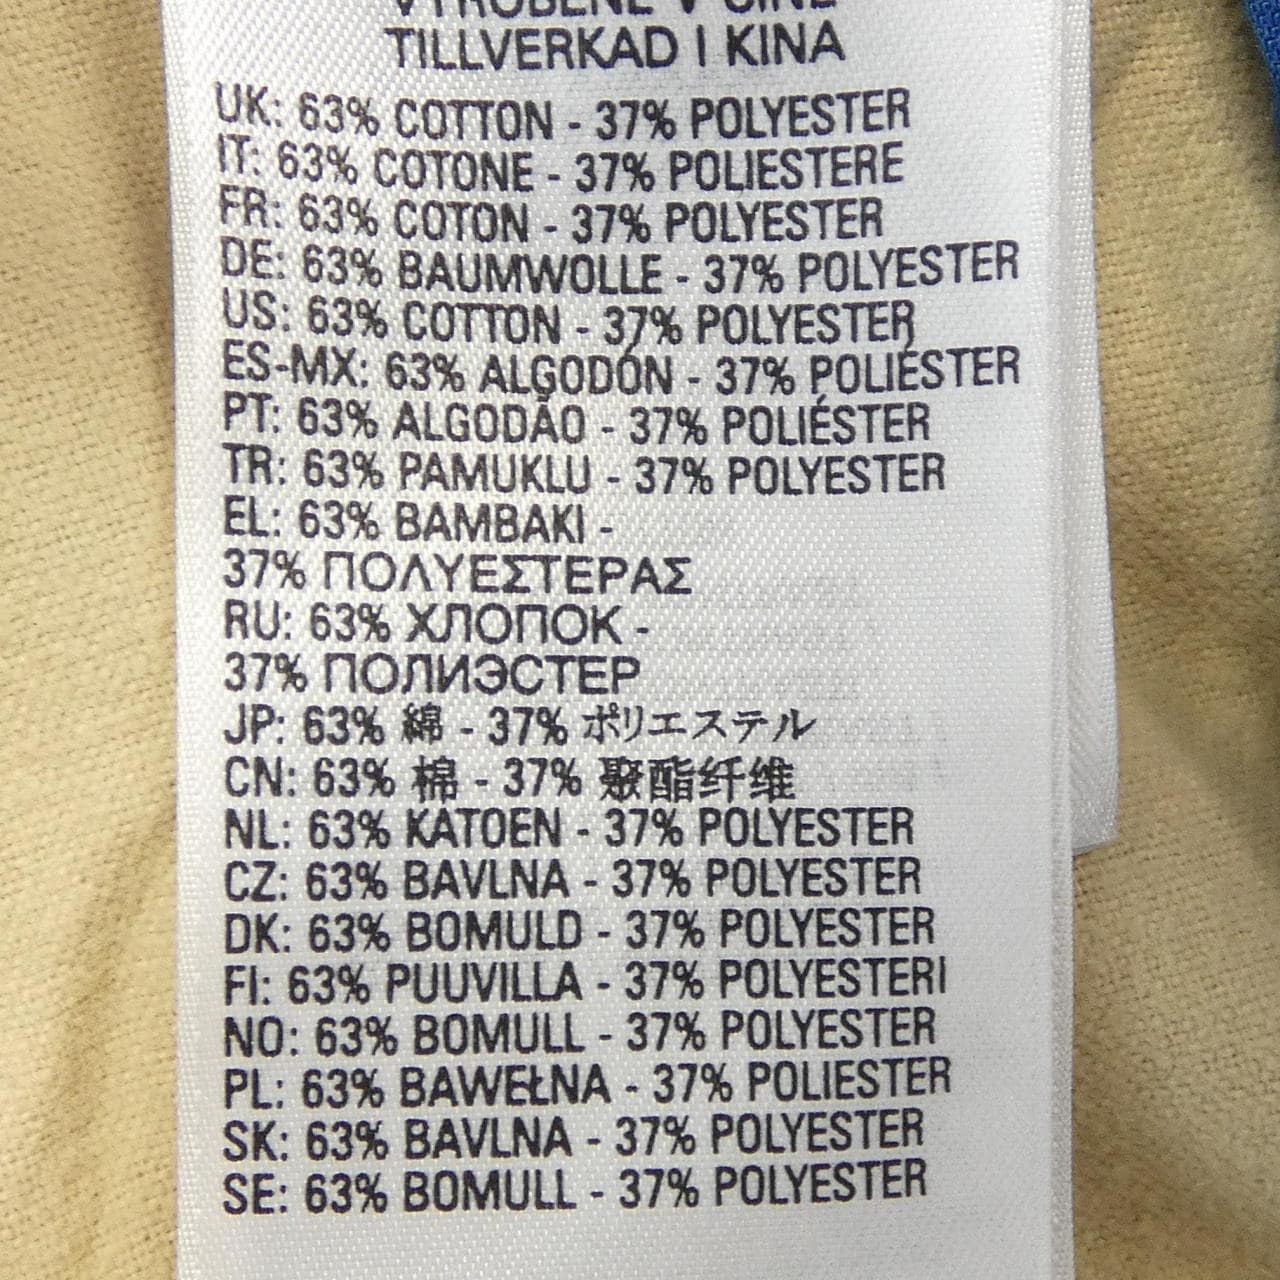 VYROBENÉ V ČÍNE
TILLVERKAD I KINA
UK: 63% COTTON - 37% POLYESTER
IT: 63% COTONE - 37% POLIESTERE
FR: 63% COTON - 37% POLYESTER
DE: 63% BAUMWOLLE - 37% POLYESTER
US: 63% COTTON - 37% POLYESTER
ES-MX: 63% ALGODÓN - 37% POLIÉSTER
PT: 63% ALGODÃO - 37% POLIÉSTER
TR: 63% PAMUKLU - 37% POLYESTER
EL: 63% BAMBAKI -
37% ΠΟΛΥΕΣΤΕΡΑΣ
RU: 63% ХЛОПОК -
37% ПОЛИЭСТЕР
JP: 63% 綿 - 37% ポリエステル
CN: 63% 棉 - 37% 聚酯纤维
NL: 63% KATOEN - 37% POLYESTER
CZ: 63% BAVLNA - 37% POLYESTER
DK: 63% BOMULD - 37% POLYESTER
FI: 63% PUUVILLA - 37% POLYESTERI
NO: 63% BOMULL - 37% POLYESTER
PL: 63% BAWEŁNA - 37% POLIESTER
SK: 63% BAVLNA - 37% POLYESTER
SE: 63% BOMULL - 37% POLYESTER